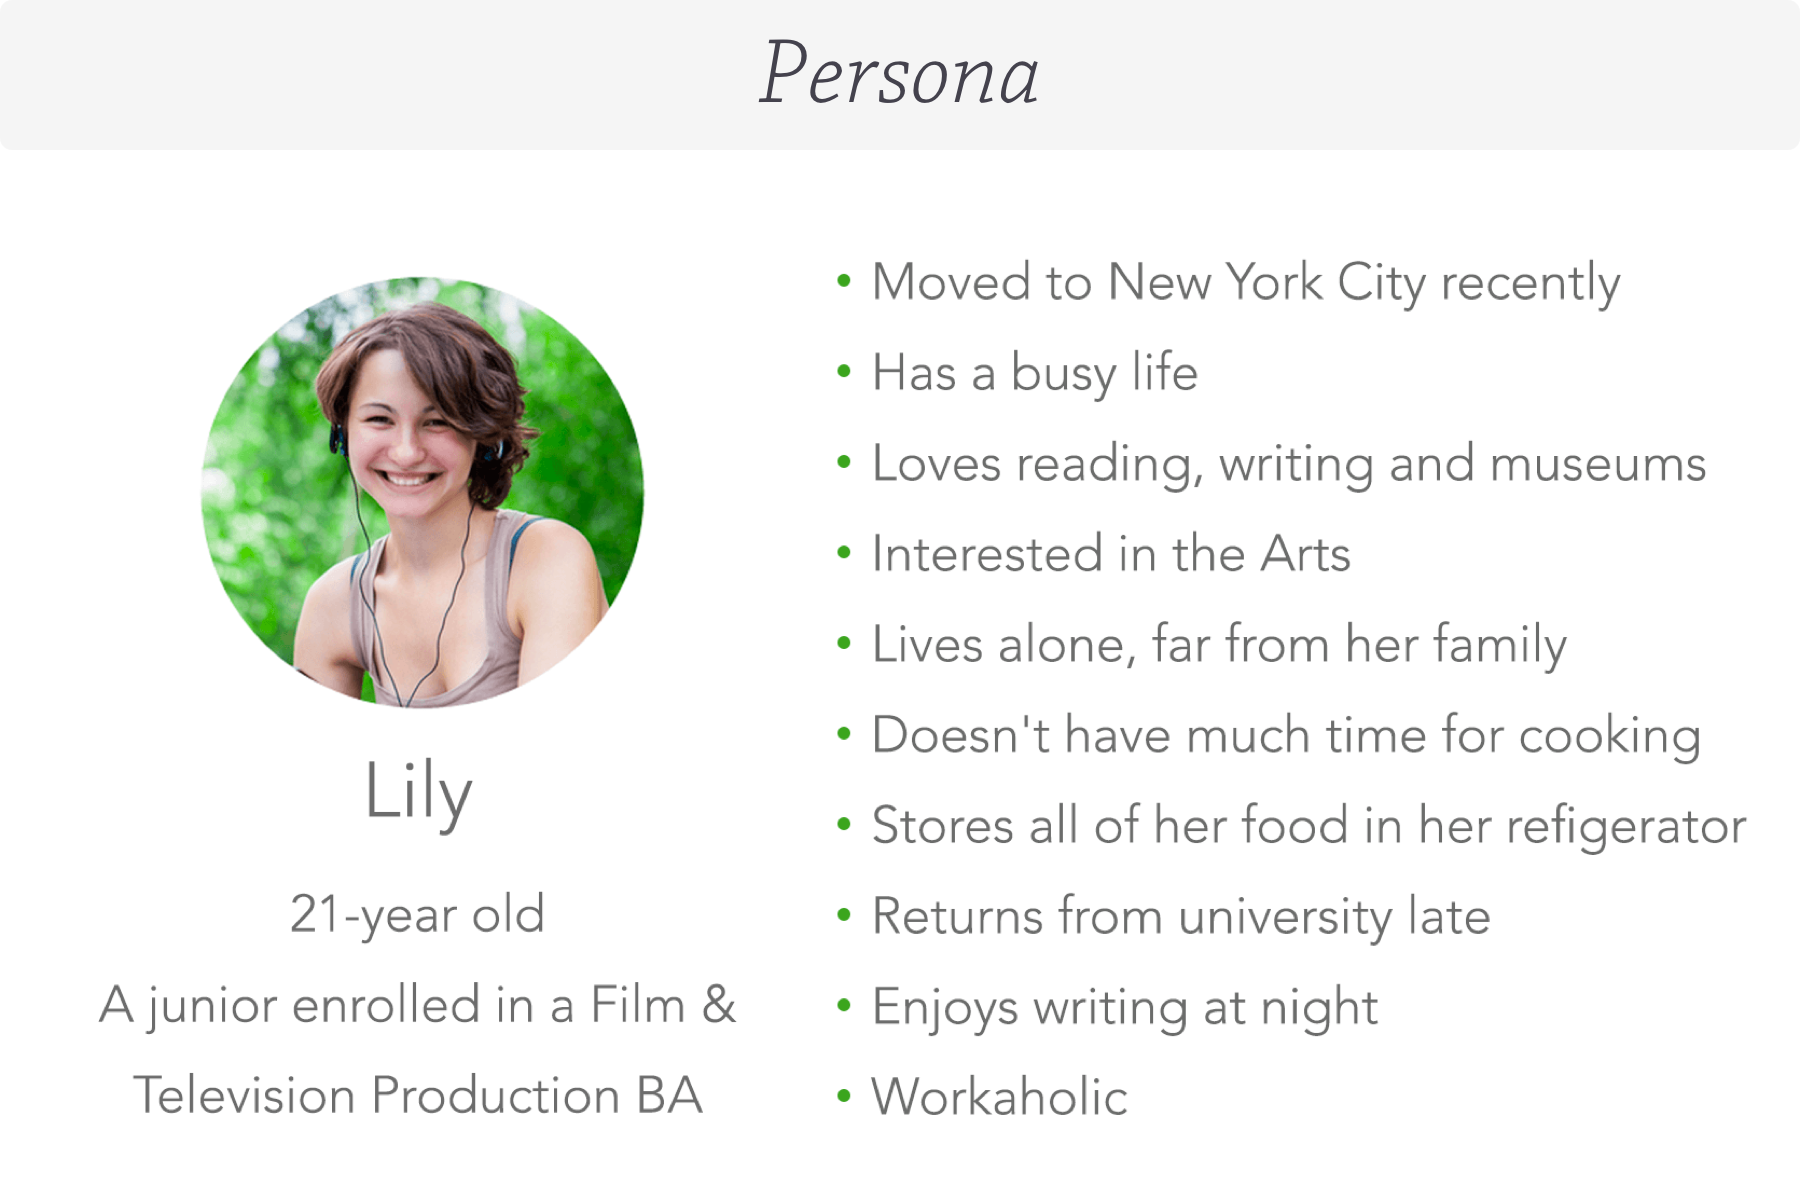 Persona
Lily
21-year old
A junior enrolled in a Film &
Television Production BA
• Moved to New York City recently
• Has a busy life
• Loves reading, writing and museums
• Interested in the Arts
• Lives alone, far from her family
• Doesn't have much time for cooking
• Stores all of her food in her refigerator
• Returns from university late
• Enjoys writing at night
• Workaholic